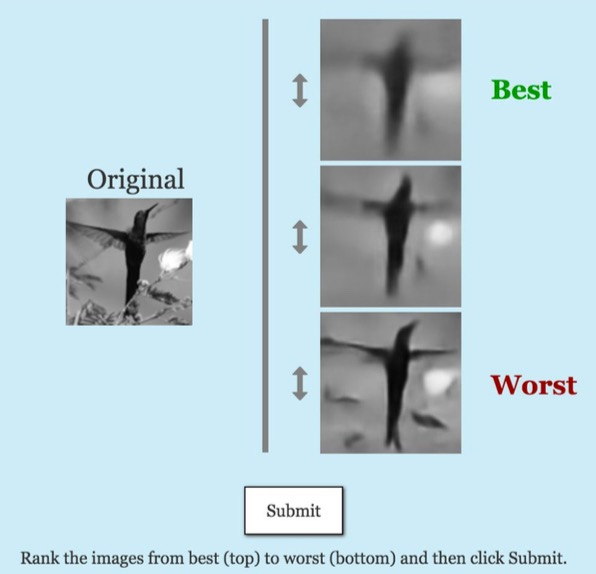 Best
Original
Worst
Submit
Rank the images from best (top) to worst (bottom) and then click Submit.